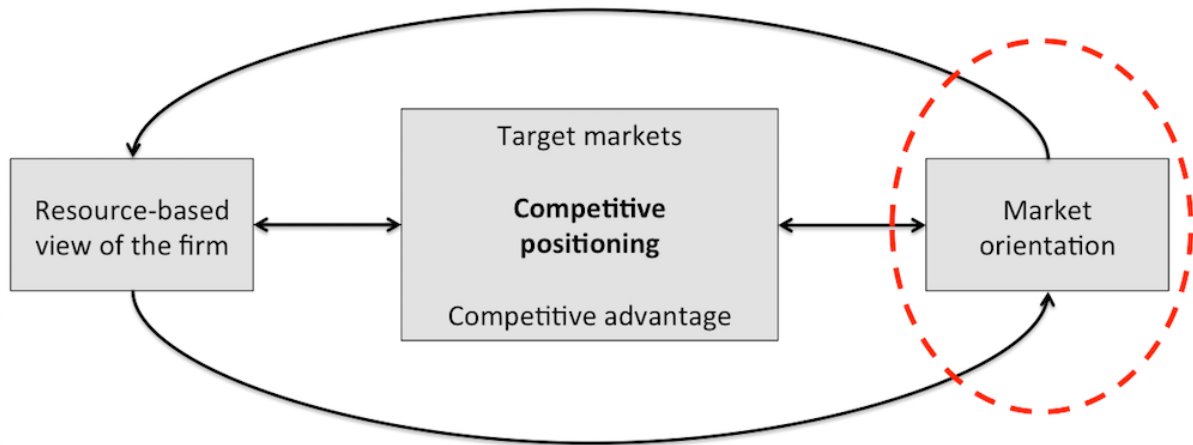 Target markets
Resource-based
view of the firm
Competitive
positioning
Market
orientation
Competitive advantage